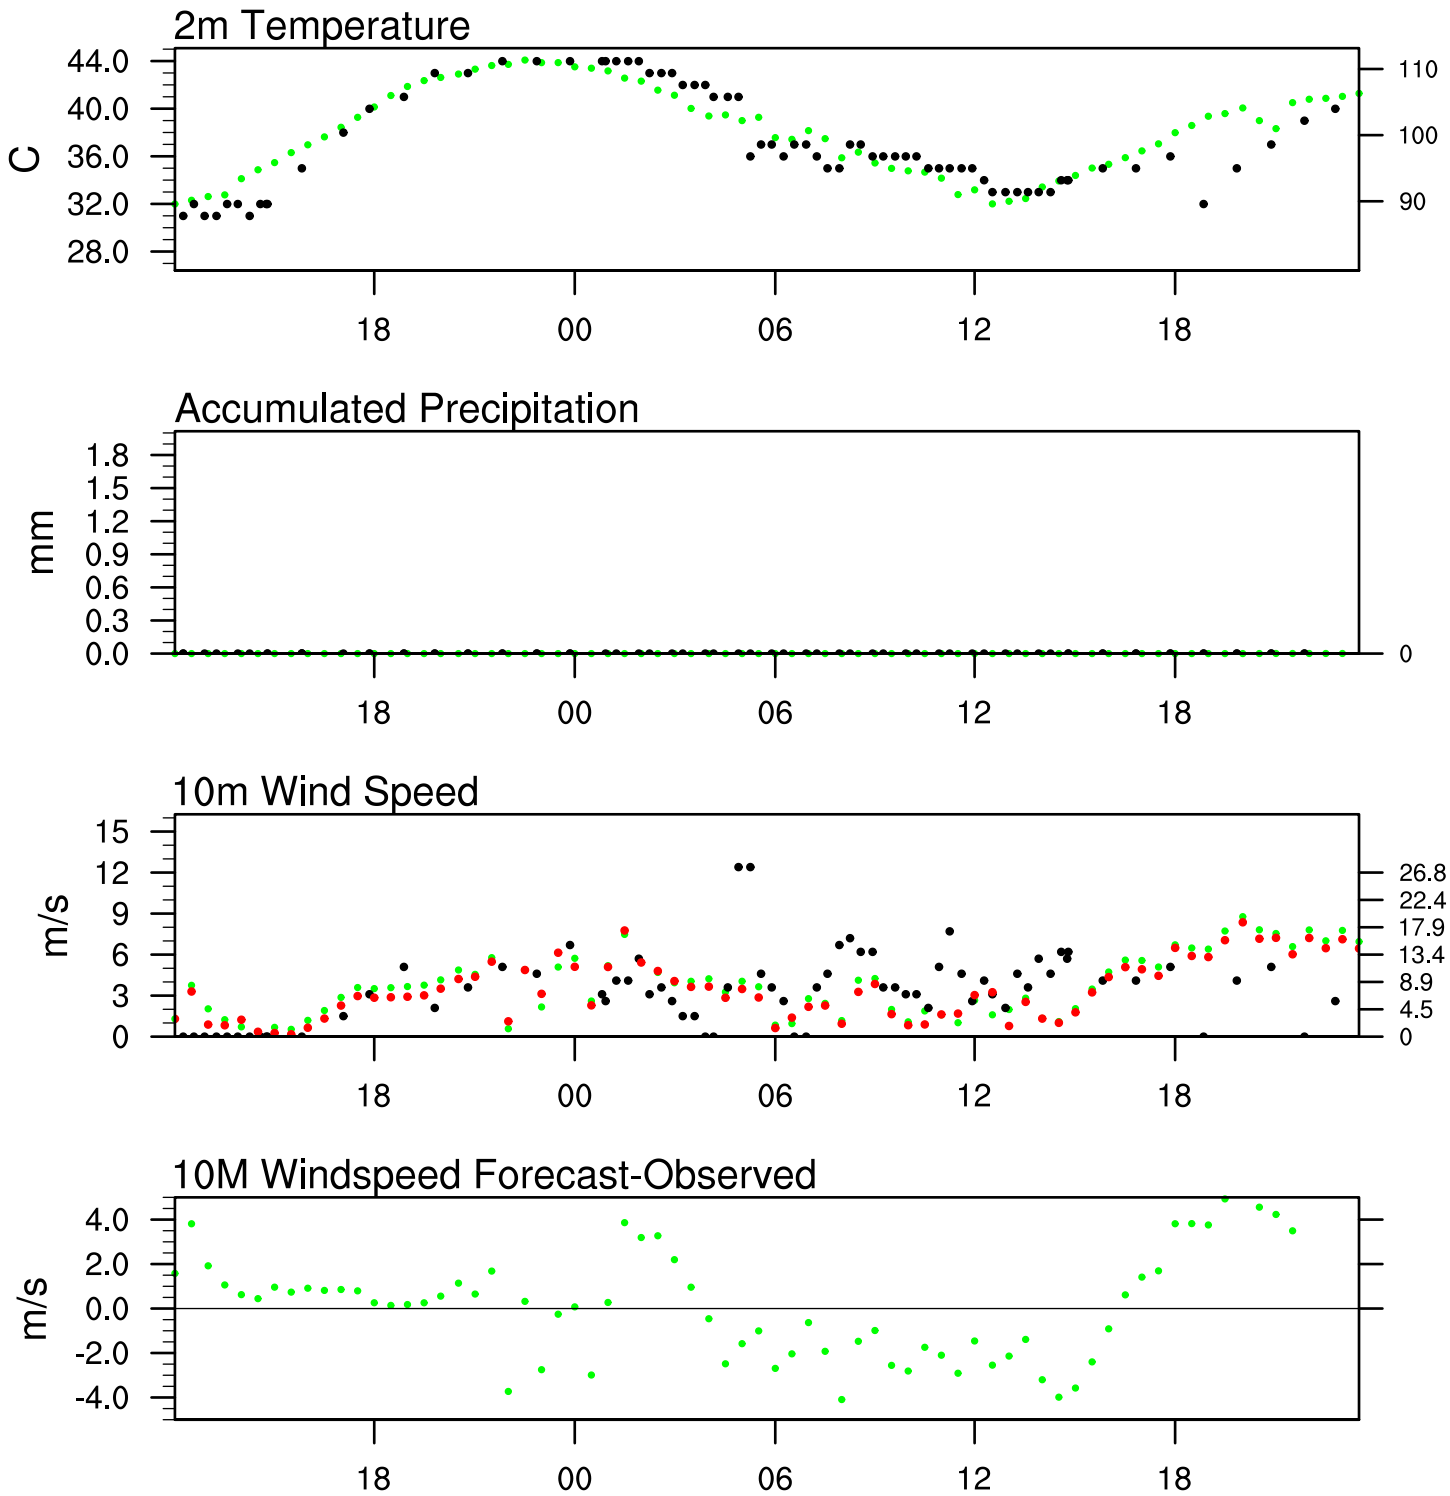 2m Temperature
44.0
40.0
36.0
32.0
28.0
C
110
100
90
18 00 06 12 18
Accumulated Precipitation
1.8
1.5
1.2
0.9
0.6
0.3
0.0
mm
0
18 00 06 12 18
10m Wind Speed
15
12
9
6
3
0
m/s
26.8
22.4
17.9
13.4
8.9
4.5
0
18 00 06 12 18
10M Windspeed Forecast-Observed
4.0
2.0
0.0
-2.0
-4.0
m/s
18 00 06 12 18